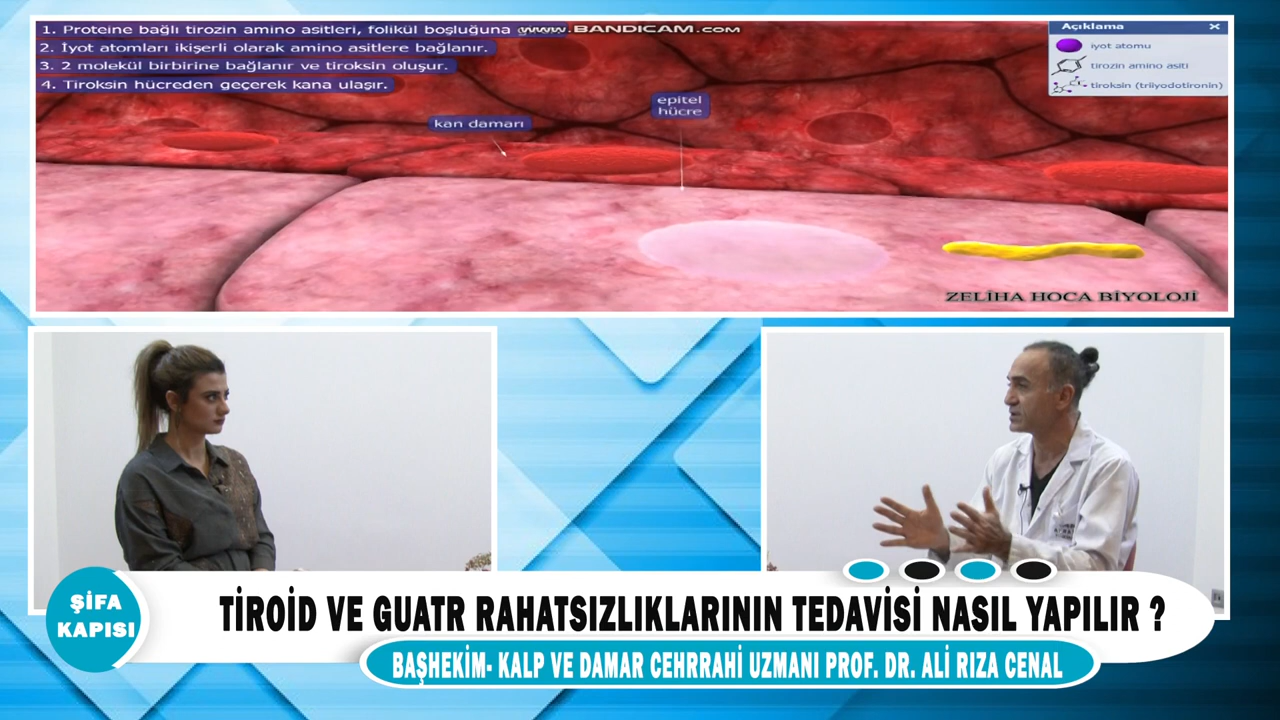 1. Proteine bağlı tirozin amino asitleri, folikül boşluğuna
www.BANDICAM.com
2. İyot atomları ikişerli olarak amino asitlere bağlanır.
3. 2 molekül birbirine bağlanır ve tiroksin oluşur.
4. Tiroksin hücreden geçerek kana ulaşır.
Açıklama
iyot atomu
tirozin amino asiti
tiroksin (triiyodotironin)
epitel
hücre
kan damarı
ZELİHA HOCA BİYOLOJİ
ŞİFA
KAPISI
TİROİD VE GUATR RAHATSIZLIKLARININ TEDAVİSİ NASIL YAPILIR ?
BAŞHEKİM- KALP VE DAMAR CEHRRAHİ UZMANI PROF. DR. ALİ RIZA CENAL